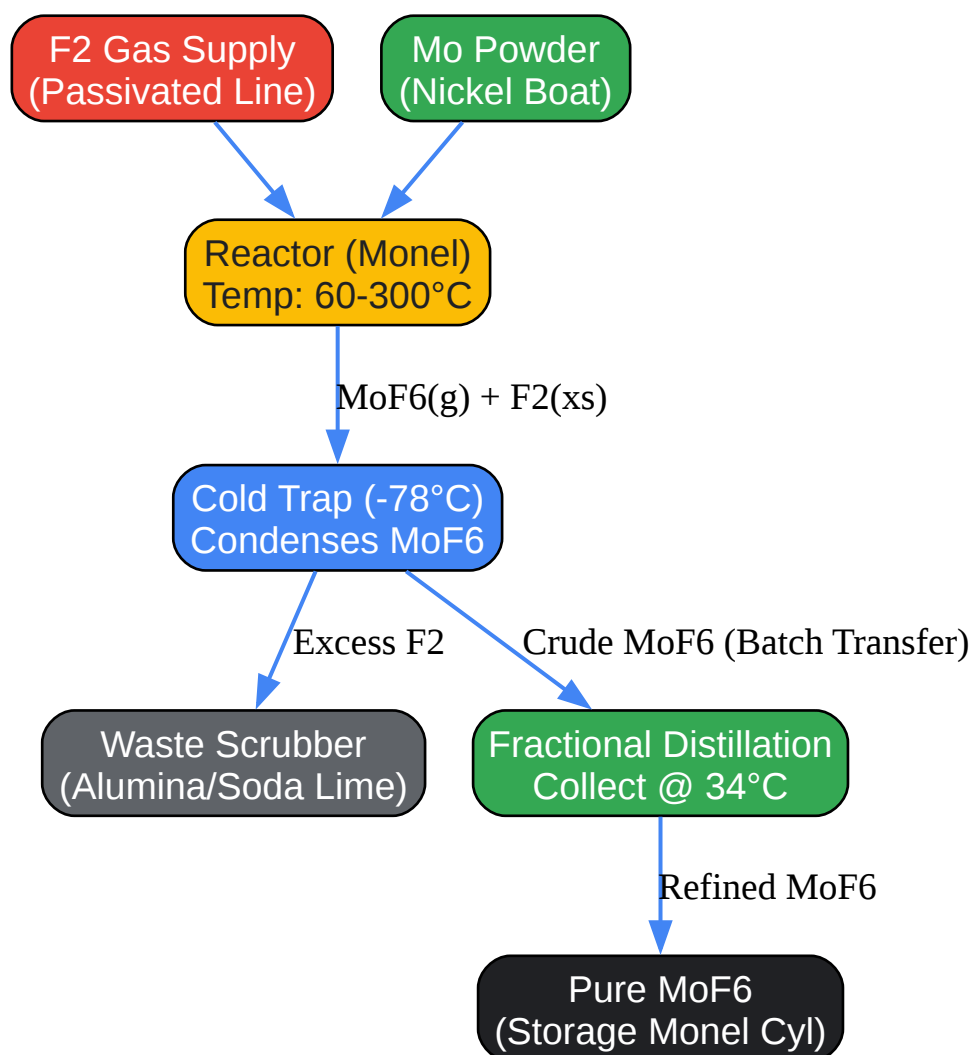 F2 Gas Supply
(Passivated Line)
Mo Powder
(Nickel Boat)
Reactor (Monel)
Temp: 60-300°C
MoF6(g) + F2(xs)
Cold Trap (-78°C)
Condenses MoF6
Excess F2
Crude MoF6 (Batch Transfer)
Waste Scrubber
(Alumina/Soda Lime)
Fractional Distillation
Collect @ 34°C
Refined MoF6
Pure MoF6
(Storage Monel Cyl)